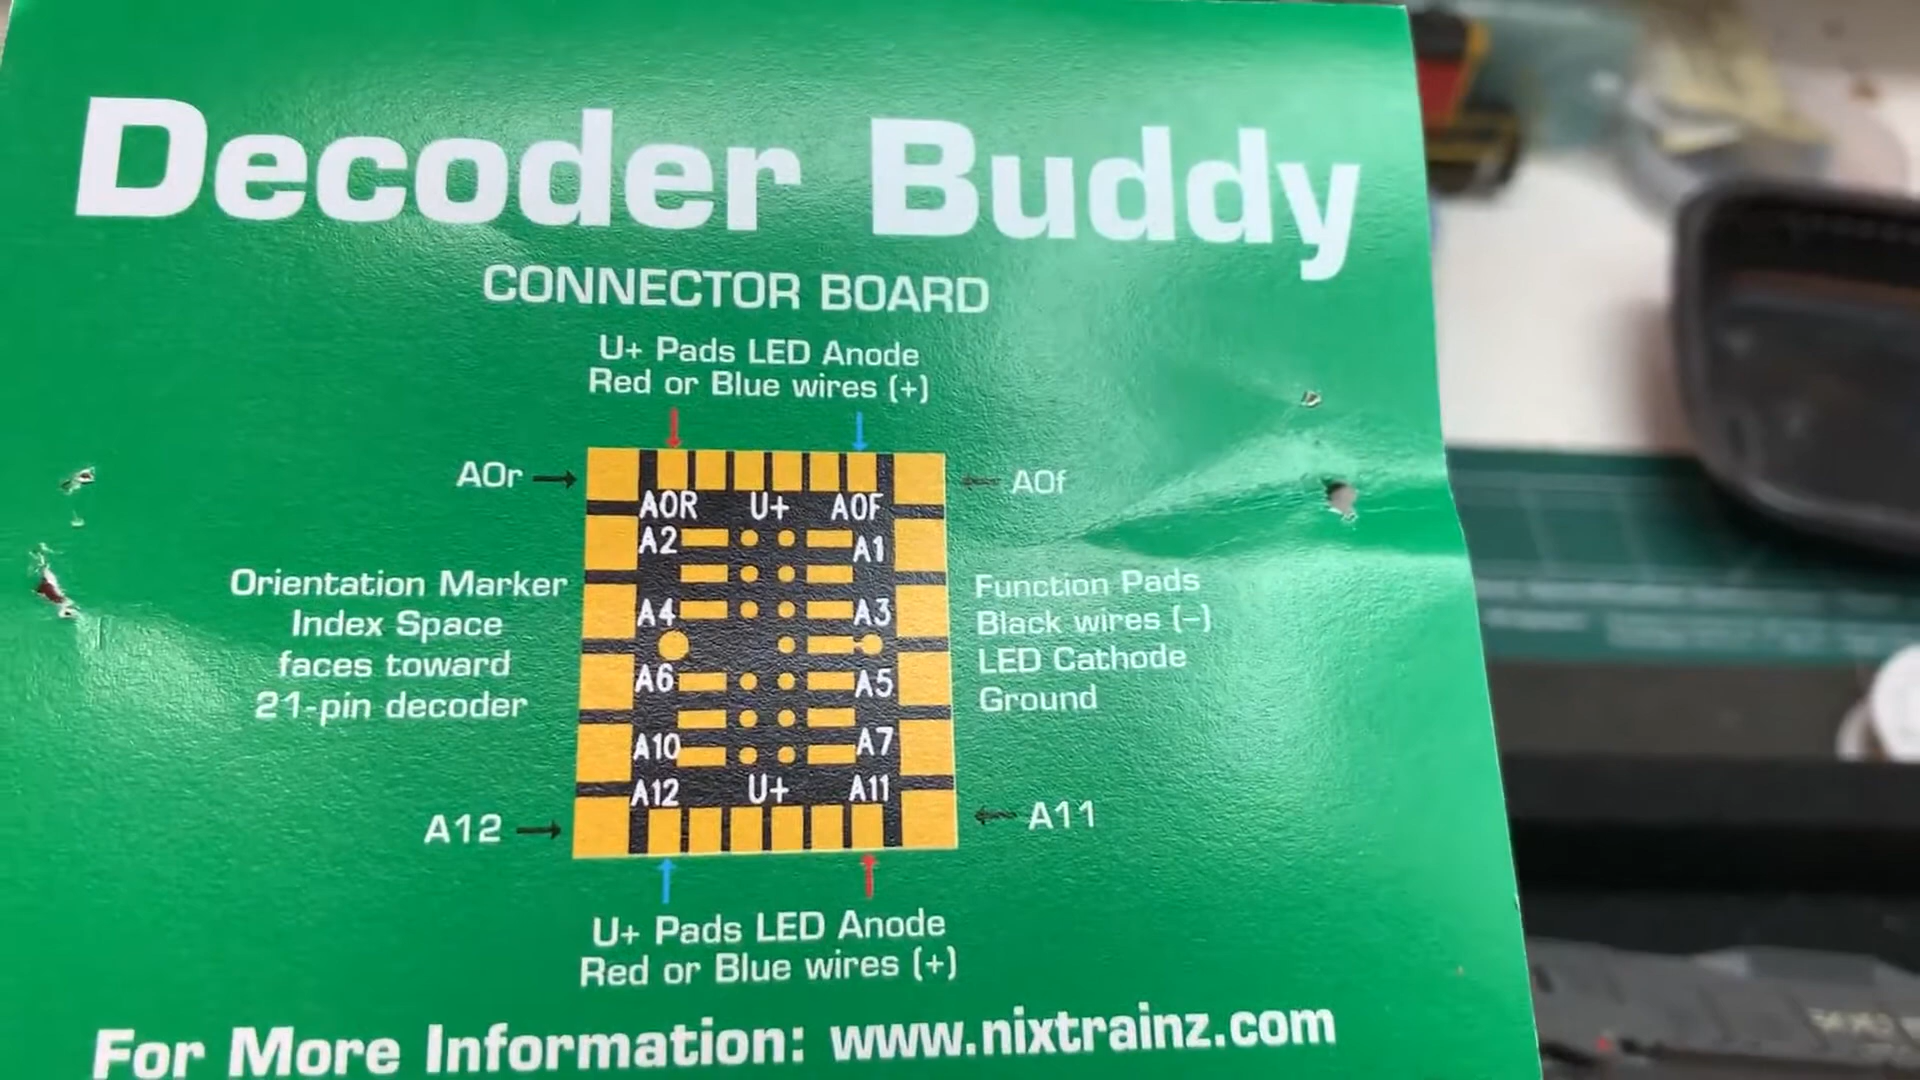 Decoder Buddy
CONNECTOR BOARD
U+ Pads LED Anode
Red or Blue wires (+)
AOr
AOf
AOR U+ AOF
A2 A1
A4 A3
A6 A5
A10 A7
A12 U+ A11
Orientation Marker
Index Space
faces toward
21-pin decoder
Function Pads
Black wires (-)
LED Cathode
Ground
A12
A11
U+ Pads LED Anode
Red or Blue wires (+)
For More Information: www.nixtrainz.com